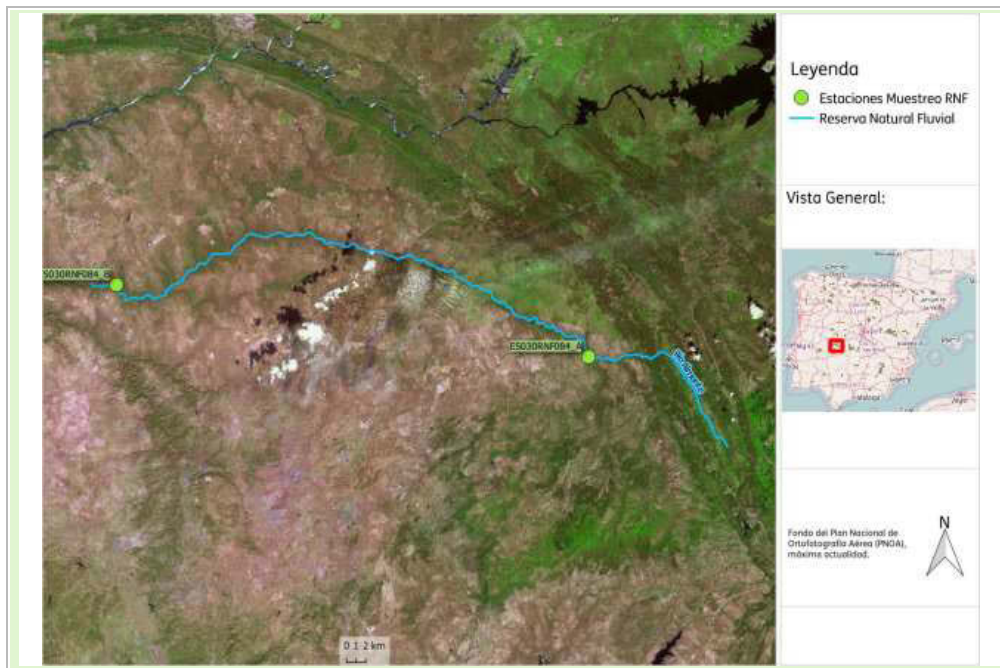 Leyenda
Estaciones Muestreo RNF
Reserva Natural Fluvial
Vista General:
S030RNF084_B
ES030RNF084_A
0 1 2 km
Fondo del Plan Nacional de
Ortofotografía Aérea (PNOA),
máxima actualidad.
N